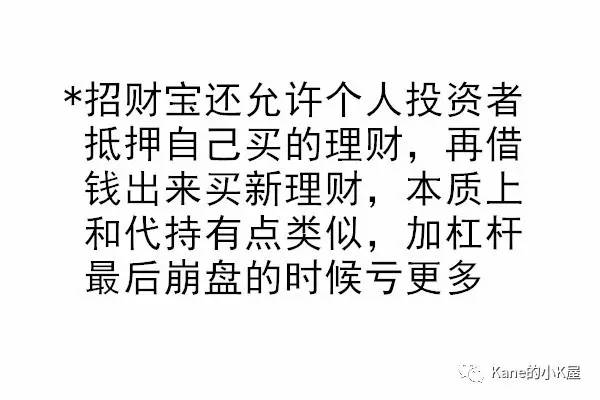 *招财宝还允许个人投资者
抵押自己买的理财，再借
钱出来买新理财，本质上
和代持有点类似，加杠杆
最后崩盘的时候亏更多
Kane的小K屋